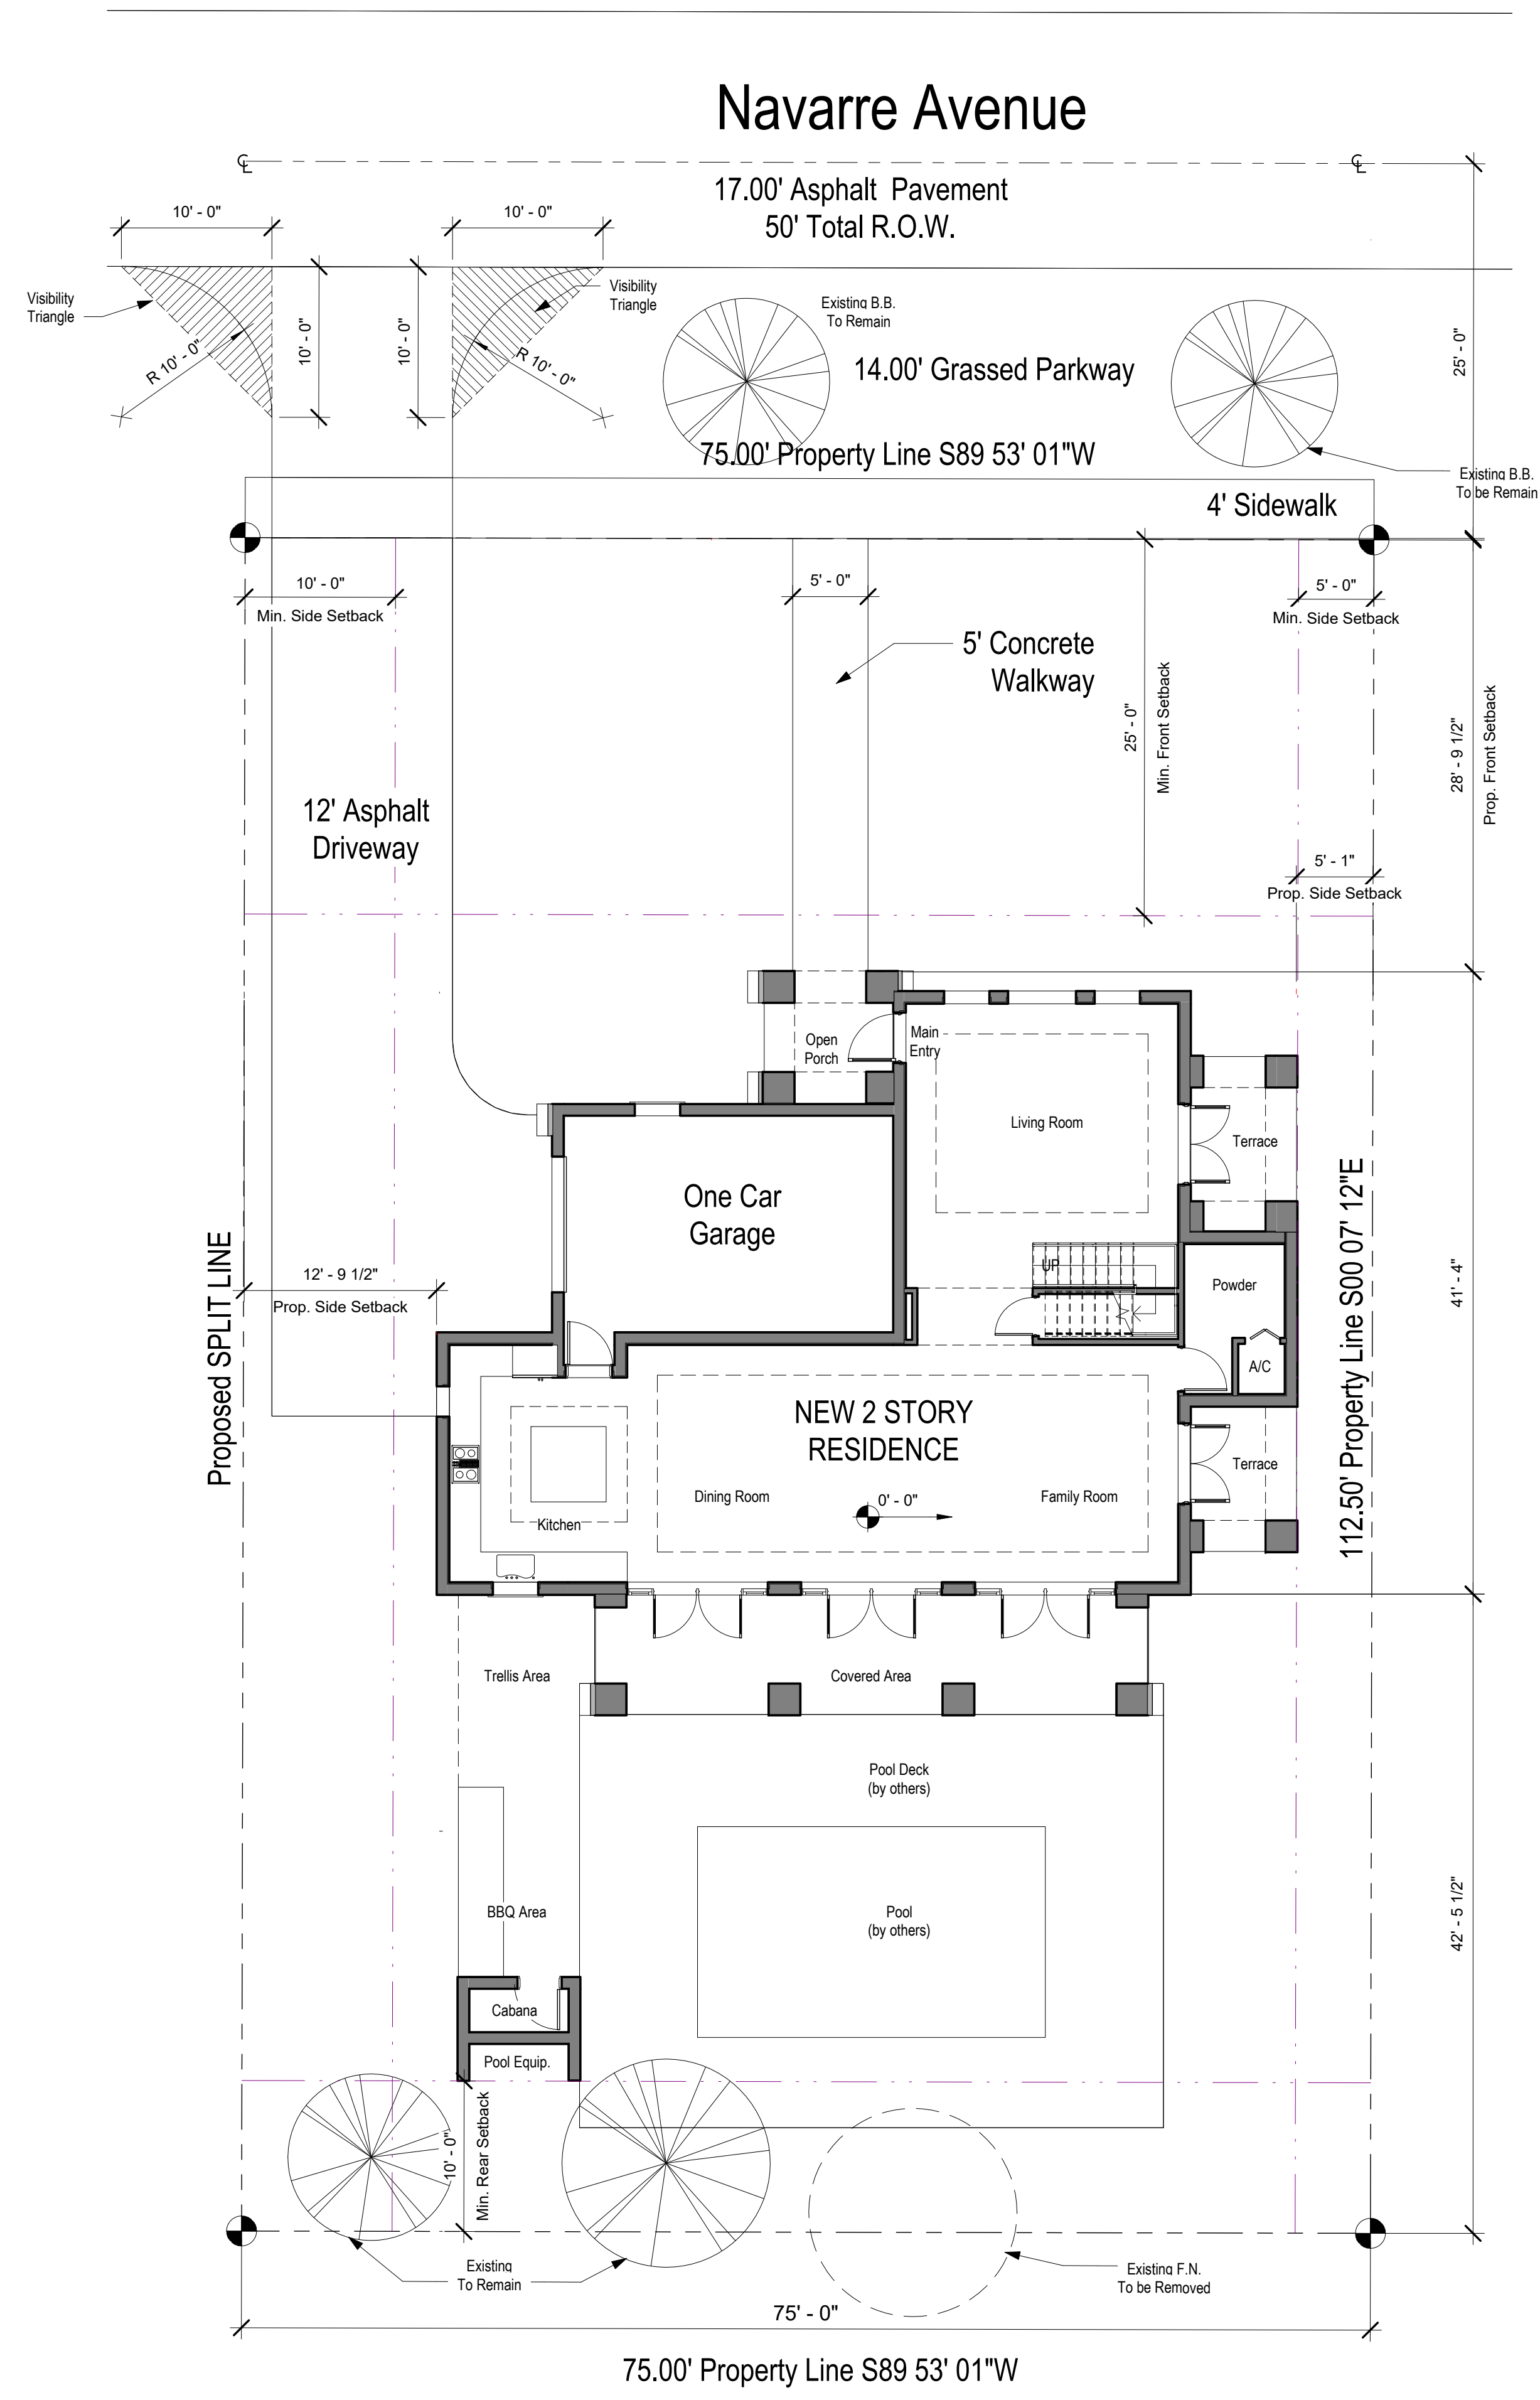 Navarre Avenue
17.00' Asphalt Pavement
50' Total R.O.W.
10' - 0"
10' - 0"
Visibility
Triangle
10' - 0"
10' - 0"
R 10' - 0"
R 10' - 0"
Visibility
Triangle
Existing B.B.
To Remain
14.00' Grassed Parkway
25' - 0"
75.00' Property Line S89 53' 01"W
Existing B.B.
To be Remain
4' Sidewalk
10' - 0"
Min. Side Setback
5' - 0"
5' - 0"
Min. Side Setback
5' Concrete
Walkway
25' - 0"
Min. Front Setback
28' - 9 1/2"
Prop. Front Setback
12' Asphalt
Driveway
5' - 1"
Prop. Side Setback
Open
Porch
Main
Entry
Living Room
Terrace
One Car
Garage
UP
Powder
A/C
12' - 9 1/2"
Prop. Side Setback
Proposed SPLIT LINE
112.50' Property Line S00 07' 12"E
41' - 4"
NEW 2 STORY
RESIDENCE
Terrace
Dining Room
0' - 0"
Family Room
Kitchen
Trellis Area
Covered Area
Pool Deck
(by others)
BBQ Area
Pool
(by others)
42' - 5 1/2"
Cabana
Pool Equip.
10' - 0"
Min. Rear Setback
Existing
To Remain
Existing F.N.
To be Removed
75' - 0"
75.00' Property Line S89 53' 01"W